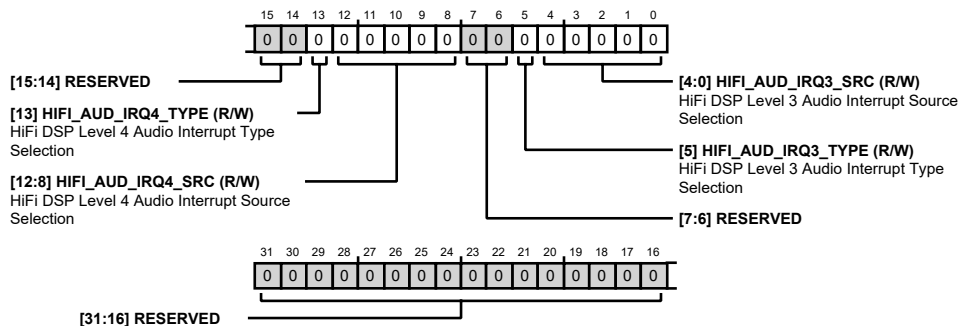 15 14 13 12 11 10 9 8 7 6 5 4 3 2 1 0
0 0 0 0 0 0 0 0 0 0 0 0 0 0 0 0
[15:14] RESERVED
[13] HIFI_AUD_IRQ4_TYPE (R/W)
HiFi DSP Level 4 Audio Interrupt Type
Selection
[12:8] HIFI_AUD_IRQ4_SRC (R/W)
HiFi DSP Level 4 Audio Interrupt Source
Selection
[4:0] HIFI_AUD_IRQ3_SRC (R/W)
HiFi DSP Level 3 Audio Interrupt Source
Selection
[5] HIFI_AUD_IRQ3_TYPE (R/W)
HiFi DSP Level 3 Audio Interrupt Type
Selection
[7:6] RESERVED
31 30 29 28 27 26 25 24 23 22 21 20 19 18 17 16
0 0 0 0 0 0 0 0 0 0 0 0 0 0 0 0
[31:16] RESERVED